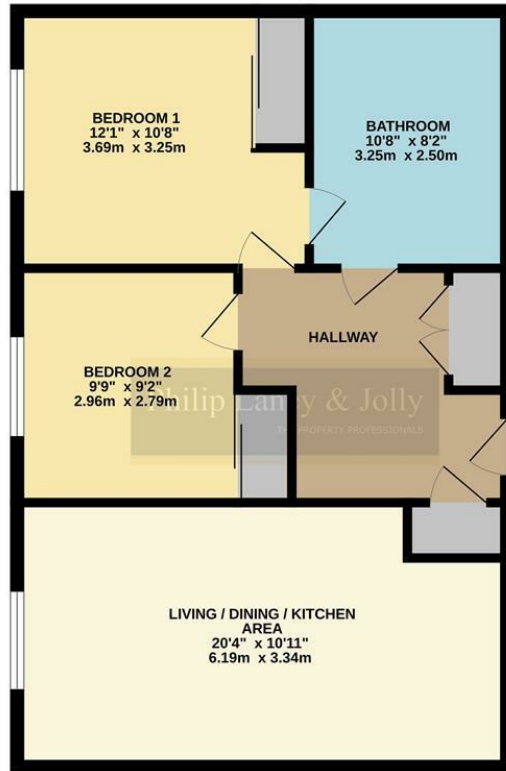 BEDROOM 1
12'1" x 10'8"
3.69m x 3.25m
BATHROOM
10'8" x 8'2"
3.25m x 2.50m
HALLWAY
BEDROOM 2
9'9" x 9'2"
2.96m x 2.79m
Philip Laney & Jolly
THE PROPERTY PROFESSIONALS
LIVING / DINING / KITCHEN
AREA
20'4" x 10'11"
6.19m x 3.34m